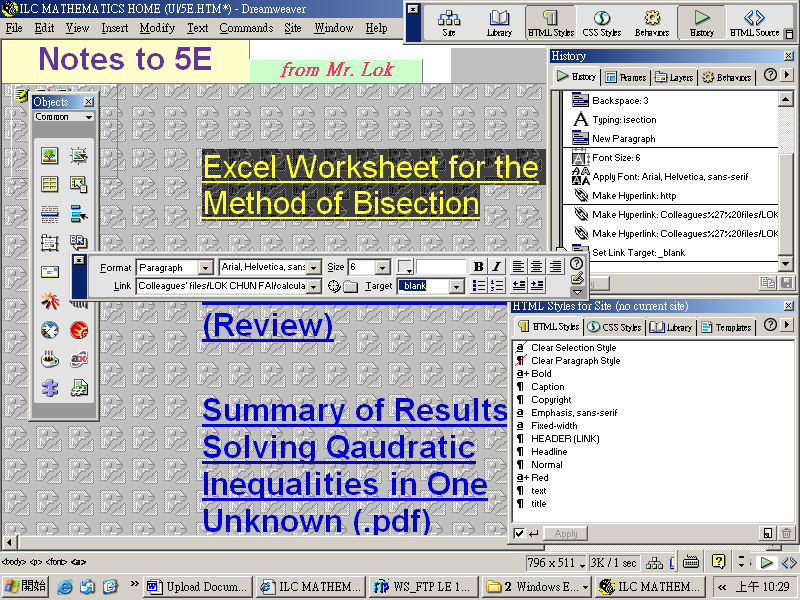 ILC MATHEMATICS HOME (UI/5E.HTM*) - Dreamweaver
File Edit View Insert Modify Text Commands Site Window Help
Site Library HTML Styles CSS Styles Behaviors History HTML Source
Notes to 5E
from Mr. Lok
Objects
Common
Excel Worksheet for the
Method of Bisection
(Review)
Summary of Results
Solving Qaudratic
Inequalities in One
Unknown (.pdf)
History
History Frames Layers Behaviors
Backspace: 3
Typing: isection
New Paragraph
Font Size: 6
Apply Font: Arial, Helvetica, sans-serif
Make Hyperlink: http
Make Hyperlink: Colleagues%27%20files/LOK
Make Hyperlink: Colleagues%27%20files/LOK
Set Link Target: _blank
BR
Format Paragraph Arial, Helvetica, sans Size 6 B I
Link Colleagues' files/LOK CHUN FAI/calcula Target _blank
HTML Styles for Site (no current site)
HTML Styles CSS Styles Library Templates
Clear Selection Style
Clear Paragraph Style
a+ Bold
Caption
Copyright
a Emphasis, sans-serif
a Fixed-width
HEADER (LINK)
Headline
Normal
a+ Red
text
title
Apply
<body> <p> <font> <a>
796 x 511 3K / 1 sec
開始 » Upload Docum... ILC MATHEM... WS_FTP LE 1... 2 Windows E... ILC MATHEM... « 上午 10:29